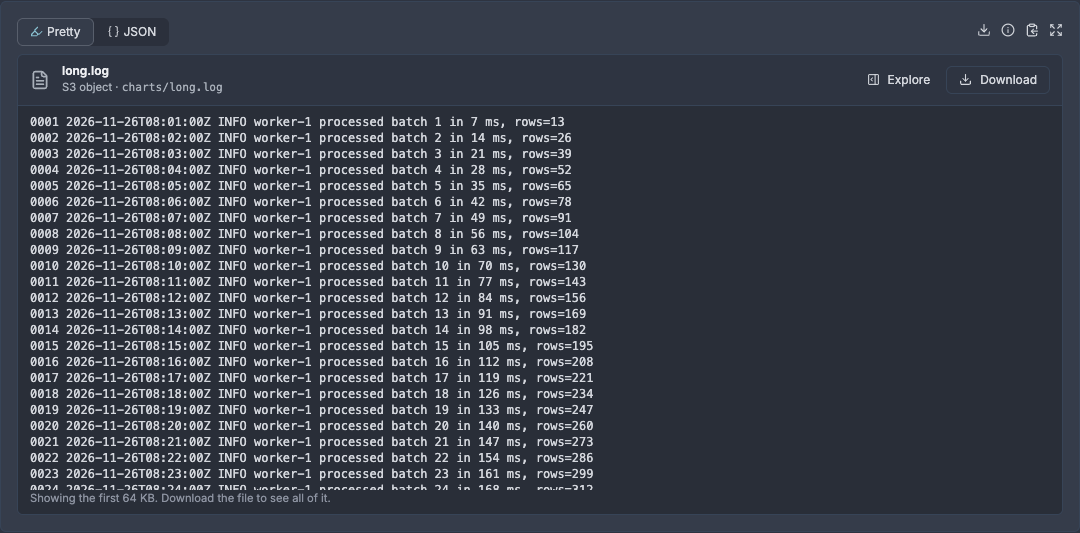 Pretty
{ } JSON
long.log
S3 object · charts/long.log
Explore
Download
0001 2026-11-26T08:01:00Z INFO worker-1 processed batch 1 in 7 ms, rows=13
0002 2026-11-26T08:02:00Z INFO worker-1 processed batch 2 in 14 ms, rows=26
0003 2026-11-26T08:03:00Z INFO worker-1 processed batch 3 in 21 ms, rows=39
0004 2026-11-26T08:04:00Z INFO worker-1 processed batch 4 in 28 ms, rows=52
0005 2026-11-26T08:05:00Z INFO worker-1 processed batch 5 in 35 ms, rows=65
0006 2026-11-26T08:06:00Z INFO worker-1 processed batch 6 in 42 ms, rows=78
0007 2026-11-26T08:07:00Z INFO worker-1 processed batch 7 in 49 ms, rows=91
0008 2026-11-26T08:08:00Z INFO worker-1 processed batch 8 in 56 ms, rows=104
0009 2026-11-26T08:09:00Z INFO worker-1 processed batch 9 in 63 ms, rows=117
0010 2026-11-26T08:10:00Z INFO worker-1 processed batch 10 in 70 ms, rows=130
0011 2026-11-26T08:11:00Z INFO worker-1 processed batch 11 in 77 ms, rows=143
0012 2026-11-26T08:12:00Z INFO worker-1 processed batch 12 in 84 ms, rows=156
0013 2026-11-26T08:13:00Z INFO worker-1 processed batch 13 in 91 ms, rows=169
0014 2026-11-26T08:14:00Z INFO worker-1 processed batch 14 in 98 ms, rows=182
0015 2026-11-26T08:15:00Z INFO worker-1 processed batch 15 in 105 ms, rows=195
0016 2026-11-26T08:16:00Z INFO worker-1 processed batch 16 in 112 ms, rows=208
0017 2026-11-26T08:17:00Z INFO worker-1 processed batch 17 in 119 ms, rows=221
0018 2026-11-26T08:18:00Z INFO worker-1 processed batch 18 in 126 ms, rows=234
0019 2026-11-26T08:19:00Z INFO worker-1 processed batch 19 in 133 ms, rows=247
0020 2026-11-26T08:20:00Z INFO worker-1 processed batch 20 in 140 ms, rows=260
0021 2026-11-26T08:21:00Z INFO worker-1 processed batch 21 in 147 ms, rows=273
0022 2026-11-26T08:22:00Z INFO worker-1 processed batch 22 in 154 ms, rows=286
0023 2026-11-26T08:23:00Z INFO worker-1 processed batch 23 in 161 ms, rows=299
0024 2026-11-26T08:24:00Z INFO worker-1 processed batch 24 in 168 ms, rows=312
Showing the first 64 KB. Download the file to see all of it.